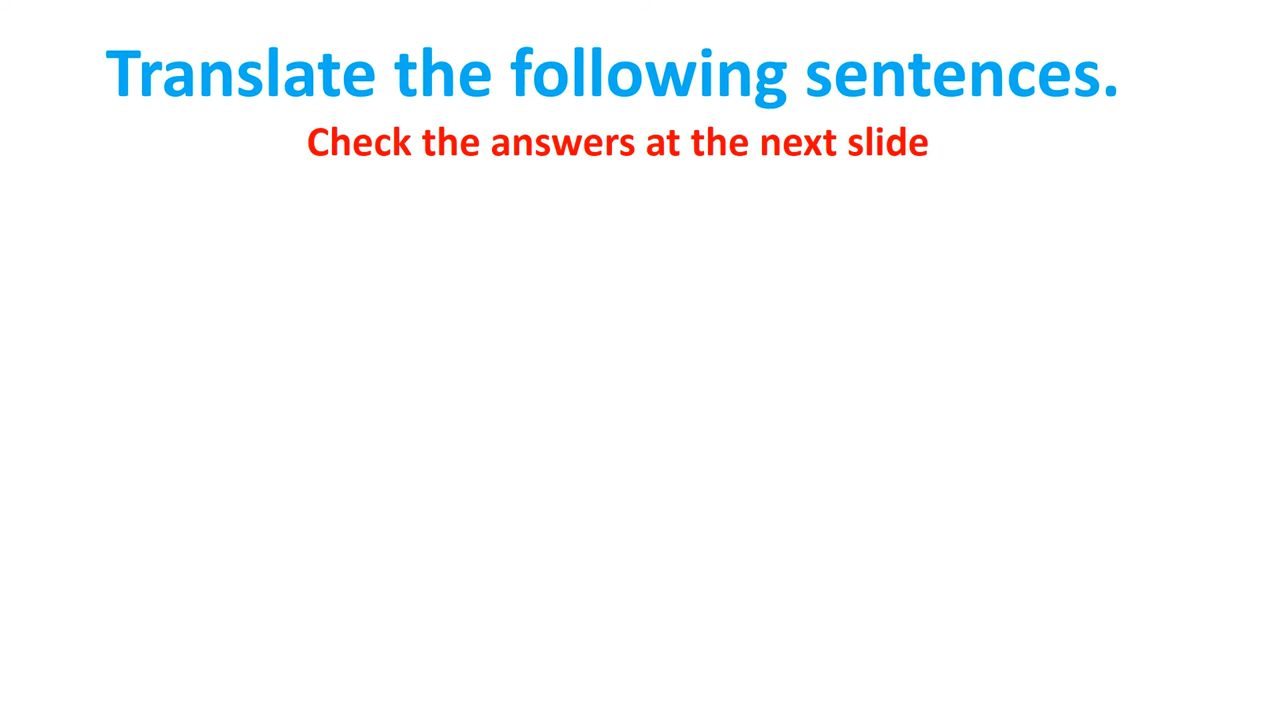 Translate the following sentences.
Check the answers at the next slide